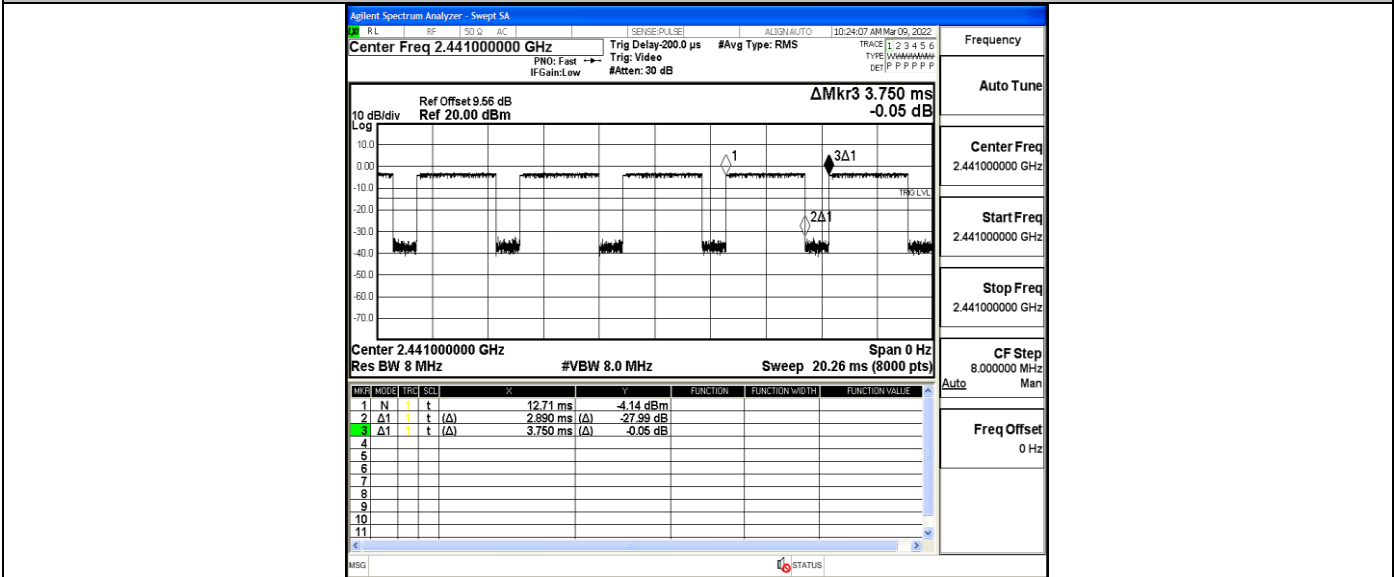 Agilent Spectrum Analyzer - Swept SA
RL RF 50 Ω AC SENSE:PULSE ALIGN AUTO 10:24:07 AM Mar 09, 2022
Center Freq 2.441000000 GHz
PNO: Fast
IFGain:Low
Trig Delay-200.0 µs
Trig: Video
#Atten: 30 dB
#Avg Type: RMS
TRACE 1 2 3 4 5 6
TYPE
DET P P P P P P
ΔMkr3 3.750 ms
-0.05 dB
Ref Offset 9.56 dB
10 dB/div Ref 20.00 dBm
Log
10.0
0.00
-10.0
-20.0
-30.0
-40.0
-50.0
-60.0
-70.0
1
3Δ1
TRIG LVL
2Δ1
Center 2.441000000 GHz Span 0 Hz
Res BW 8 MHz #VBW 8.0 MHz Sweep 20.26 ms (8000 pts)
MKR MODE TRC SCL X Y FUNCTION FUNCTION WIDTH FUNCTION VALUE
1 N 1 t 12.71 ms -4.14 dBm
2 Δ1 1 t (Δ) 2.890 ms (Δ) -27.99 dB
3 Δ1 1 t (Δ) 3.750 ms (Δ) -0.05 dB
4
5
6
7
8
9
10
11
MSG STATUS
Frequency
Auto Tune
Center Freq
2.441000000 GHz
Start Freq
2.441000000 GHz
Stop Freq
2.441000000 GHz
CF Step
8.000000 MHz
Auto Man
Freq Offset
0 Hz